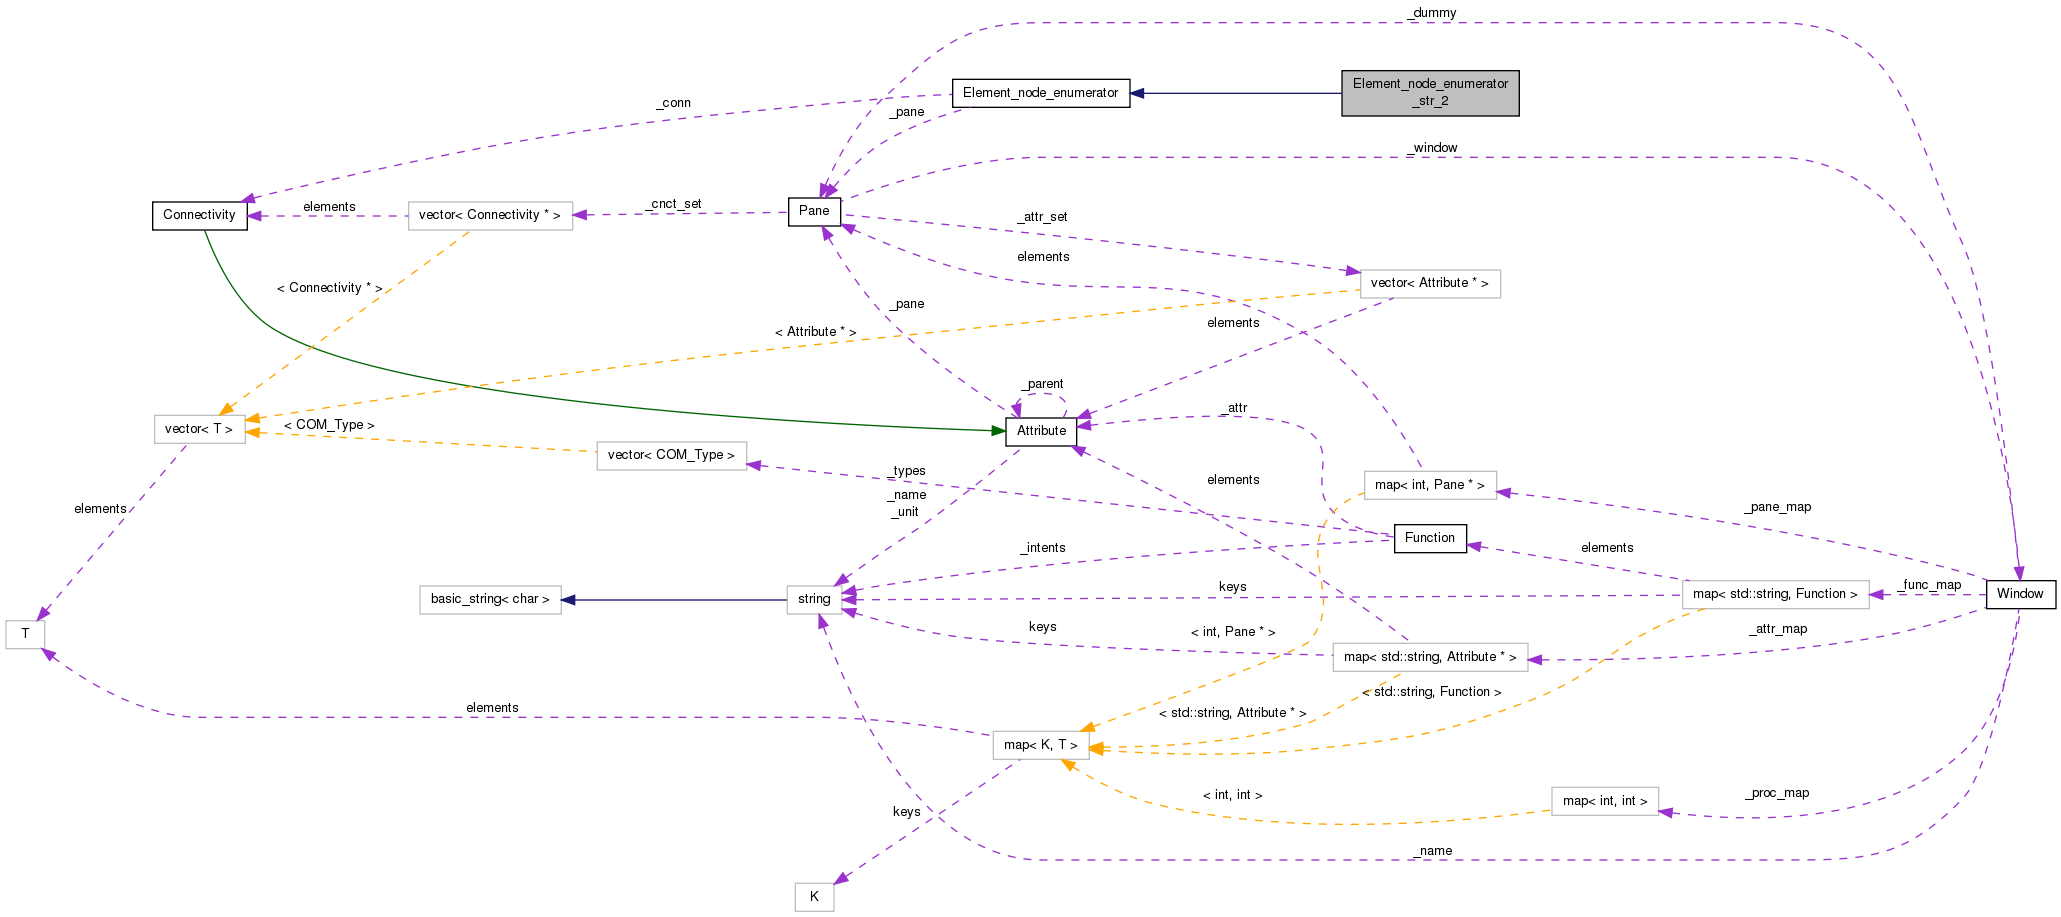 _dummy
Element_node_enumerator
_str_2
Element_node_enumerator
_conn
_pane
_window
Connectivity
elements
vector< Connectivity * >
_cnct_set
Pane
_attr_set
elements
vector< Attribute * >
< Connectivity * >
_pane
elements
< Attribute * >
_parent
_attr
vector< T >
< COM_Type >
Attribute
vector< COM_Type >
_types
elements
map< int, Pane * >
_name
_unit
elements
_pane_map
Function
_intents
elements
_func_map
keys
basic_string< char >
string
map< std::string, Function >
Window
T
keys
< int, Pane * >
_attr_map
map< std::string, Attribute * >
< std::string, Function >
elements
< std::string, Attribute * >
map< K, T >
< int, int >
_proc_map
map< int, int >
keys
_name
K